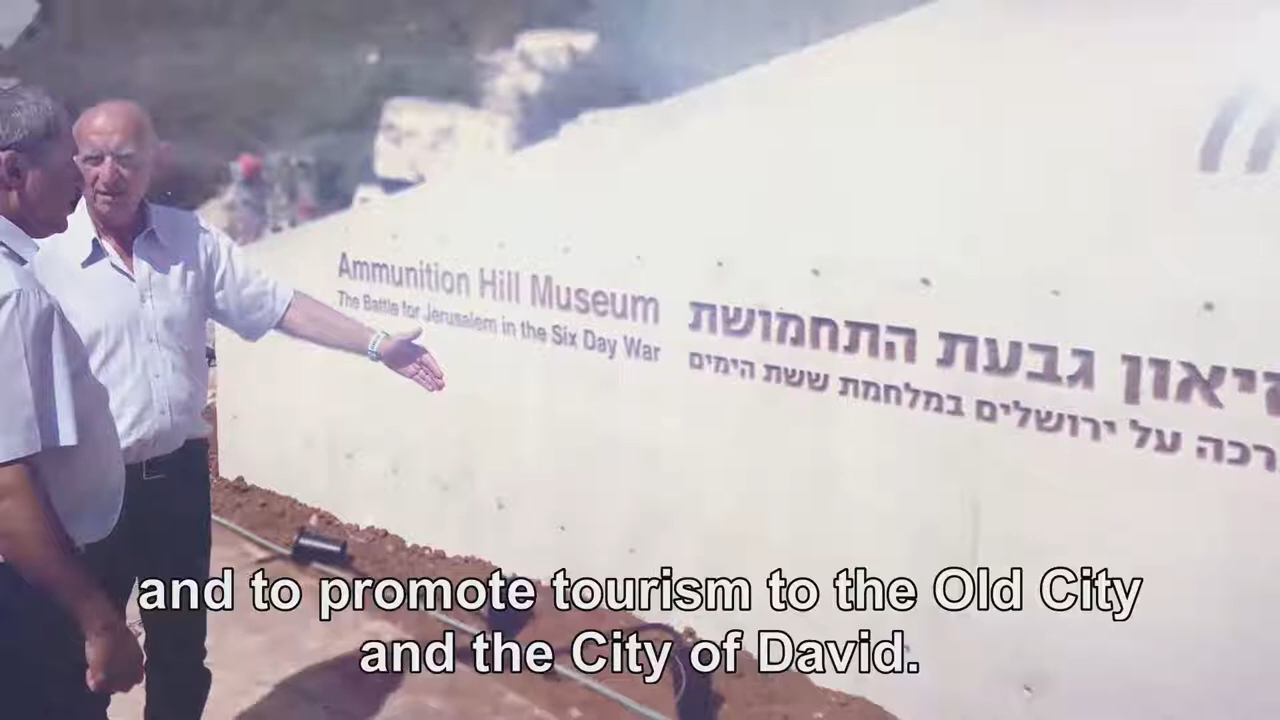 Ammunition Hill Museum
The Battle for Jerusalem in the Six Day War
גבעת התחמושת
על ירושלים במלחמת ששת הימים
and to promote tourism to the Old City
and the City of David.